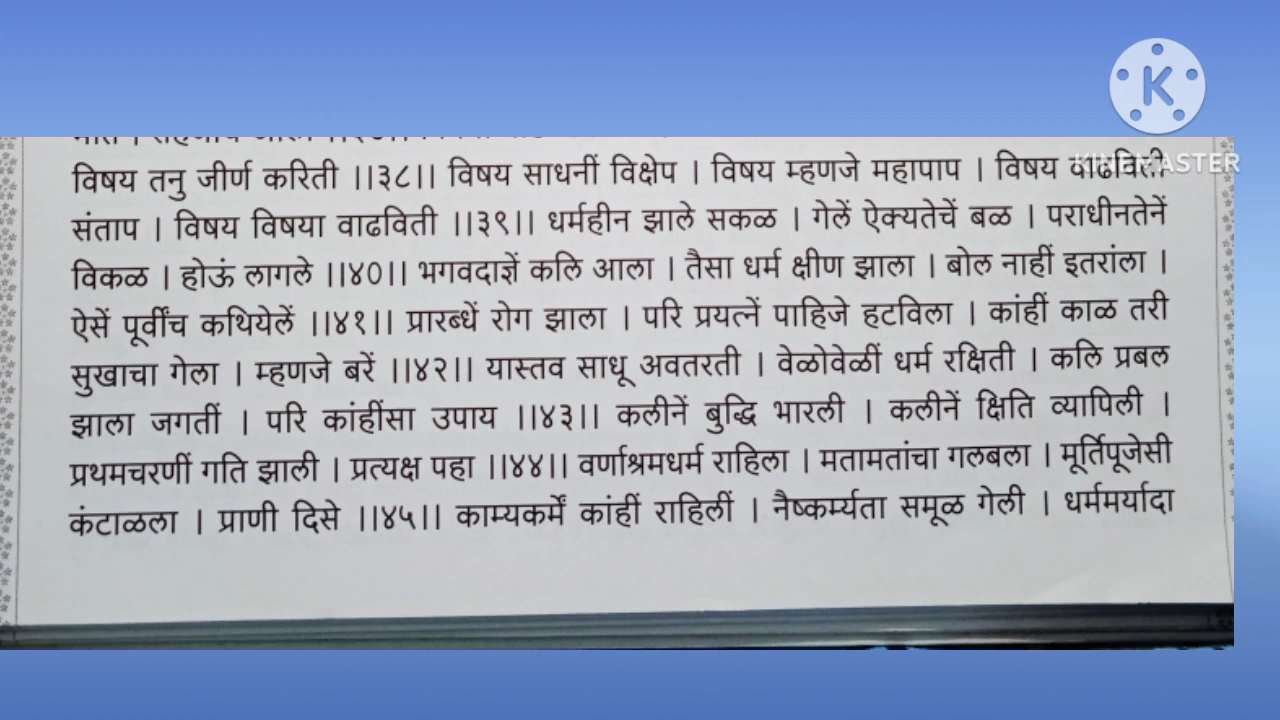 विषय तनु जीर्ण करिती ।।३८।। विषय साधनीं विक्षेप । विषय म्हणजे महापाप । विषय वाढविती
संताप । विषय विषया वाढविती ।।३९।। धर्महीन झाले सकळ । गेलें ऐक्यतेचें बळ । पराधीनतेनें
विकळ । होऊं लागले ।।४०।। भगवदाज्ञें कलि आला । तैसा धर्म क्षीण झाला । बोल नाहीं इतरांला ।
ऐसें पूर्वींच कथियेलें ।।४१।। प्रारब्धें रोग झाला । परि प्रयत्नें पाहिजे हटविला । कांहीं काळ तरी
सुखाचा गेला । म्हणजे बरें ।।४२।। यास्तव साधू अवतरती । वेळोवेळीं धर्म रक्षिती । कलि प्रबल
झाला जगतीं । परि कांहींसा उपाय ।।४३।। कलीनें बुद्धि भारली । कलीनें क्षिति व्यापिली ।
प्रथमचरणीं गति झाली । प्रत्यक्ष पहा ।।४४।। वर्णाश्रमधर्म राहिला । मतामतांचा गलबला । मूर्तिपूजेसी
कंटाळला । प्राणी दिसे ।।४५।। काम्यकर्में कांहीं राहिलीं । नैष्कर्म्यता समूळ गेली । धर्ममर्यादा
K
KINEMASTER